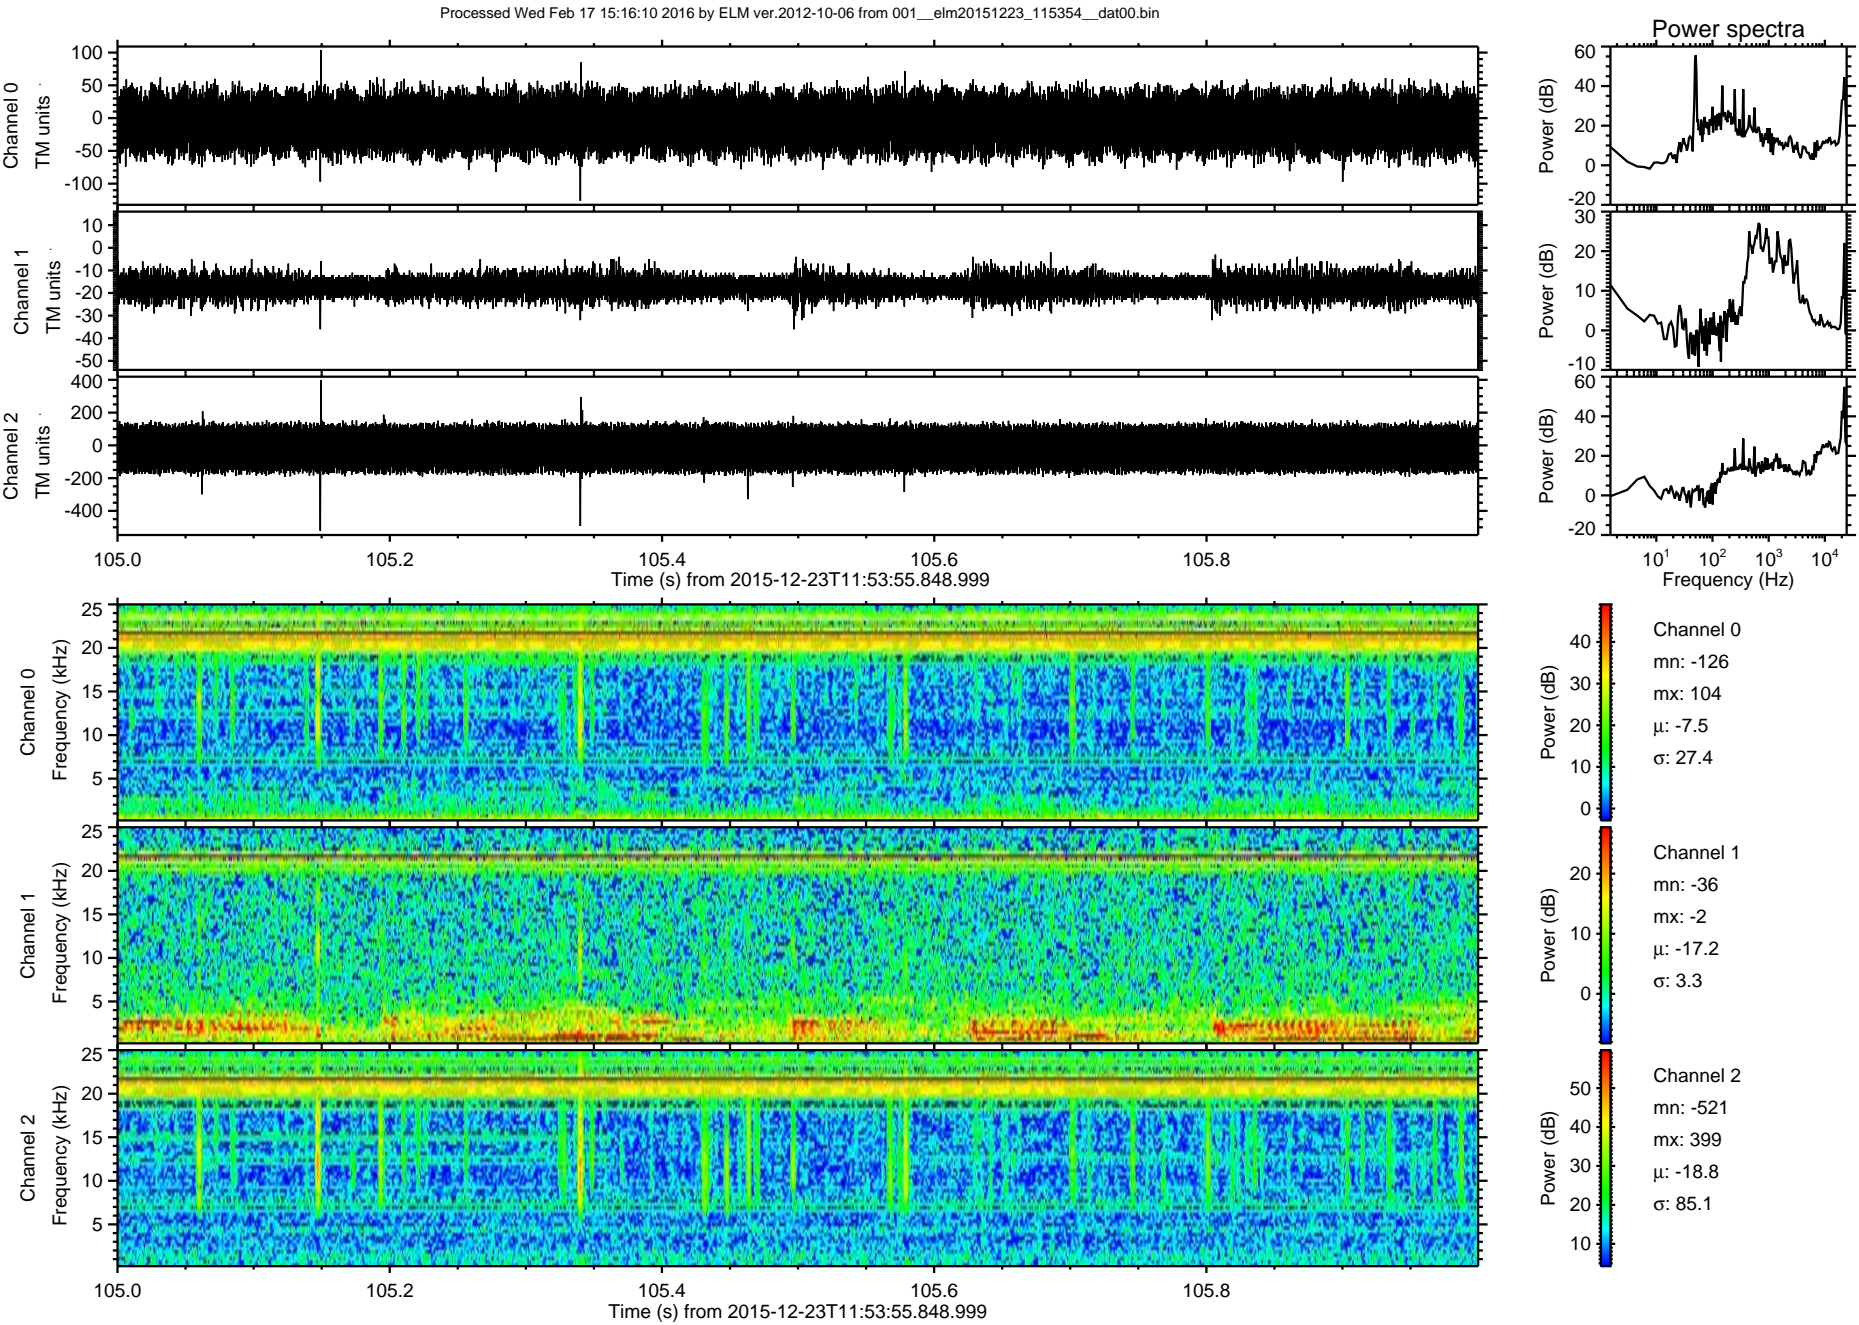 Processed Wed Feb 17 15:16:10 2016 by ELM ver.2012-10-06 from 001__elm20151223_115354__dat00.bin
Power spectra
Channel 0
TM units
100
50
0
-50
-100
Power (dB)
60
40
20
0
-20
Channel 1
TM units
10
0
-10
-20
-30
-40
-50
Power (dB)
30
20
10
0
-10
Channel 2
TM units
400
200
0
-200
-400
Power (dB)
60
40
20
0
-20
105.0 105.2 105.4 105.6 105.8
Time (s) from 2015-12-23T11:53:55.848.999
10¹ 10² 10³ 10⁴
Frequency (Hz)
Channel 0
Frequency (kHz)
25
20
15
10
5
Power (dB)
40
30
20
10
0
Channel 0
mn: -126
mx: 104
µ: -7.5
σ: 27.4
Channel 1
Frequency (kHz)
25
20
15
10
5
Power (dB)
20
10
0
Channel 1
mn: -36
mx: -2
µ: -17.2
σ: 3.3
Channel 2
Frequency (kHz)
25
20
15
10
5
Power (dB)
50
40
30
20
10
Channel 2
mn: -521
mx: 399
µ: -18.8
σ: 85.1
105.0 105.2 105.4 105.6 105.8
Time (s) from 2015-12-23T11:53:55.848.999